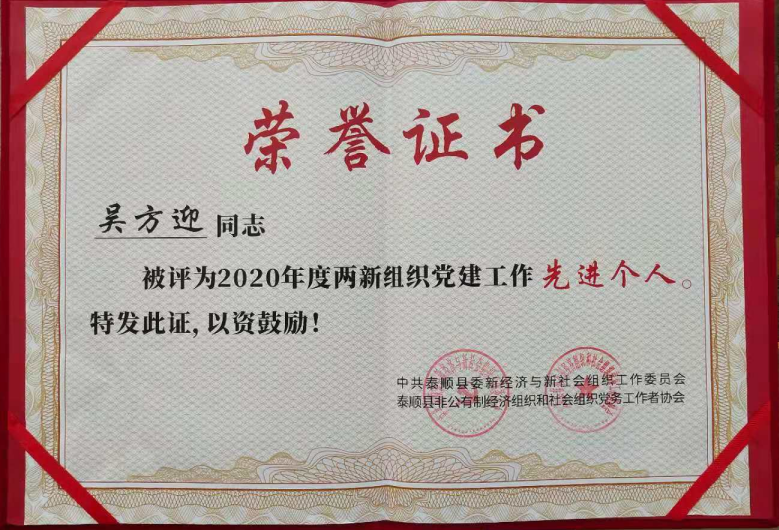 荣誉证书
吴方迎 同志
被评为2020年度两新组织党建工作 先进个人。
特发此证, 以资鼓励!
中共泰顺县委新经济与新社会组织工作委员会
泰顺县非公有制经济组织和社会组织党务工作者协会